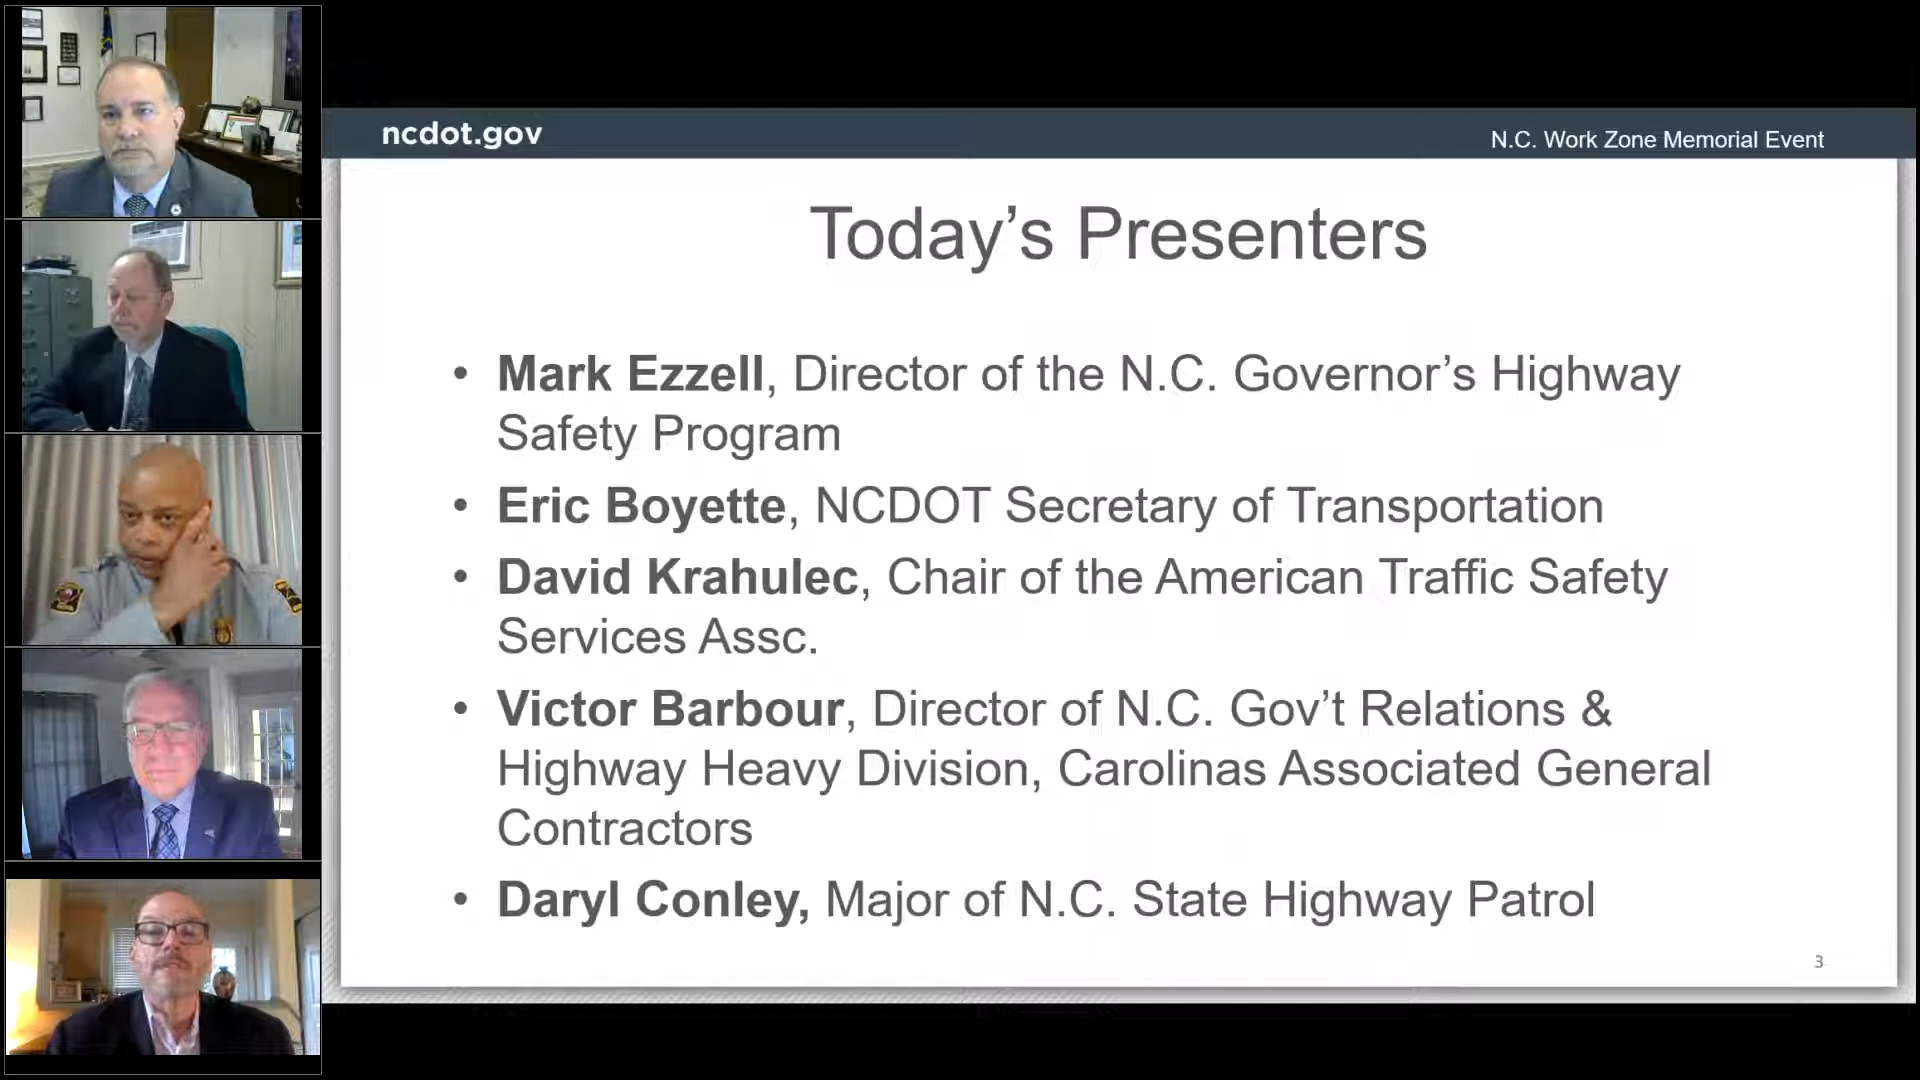 ncdot.gov
N.C. Work Zone Memorial Event
Today’s Presenters
• Mark Ezzell, Director of the N.C. Governor’s Highway
Safety Program
• Eric Boyette, NCDOT Secretary of Transportation
• David Krahulec, Chair of the American Traffic Safety
Services Assc.
• Victor Barbour, Director of N.C. Gov’t Relations &
Highway Heavy Division, Carolinas Associated General
Contractors
• Daryl Conley, Major of N.C. State Highway Patrol
3